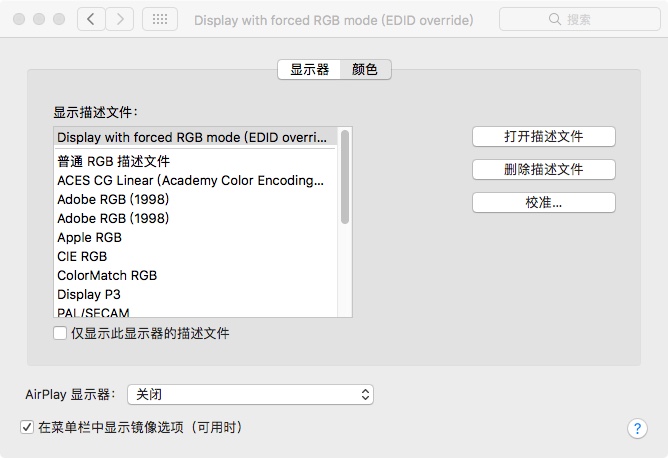 Display with forced RGB mode (EDID override)
搜索
显示器
颜色
显示描述文件：
Display with forced RGB mode (EDID overri...
普通 RGB 描述文件
ACES CG Linear (Academy Color Encoding...
Adobe RGB (1998)
Adobe RGB (1998)
Apple RGB
CIE RGB
ColorMatch RGB
Display P3
PAL/SECAM
打开描述文件
删除描述文件
校准...
仅显示此显示器的描述文件
AirPlay 显示器： 关闭
在菜单栏中显示镜像选项（可用时）
?